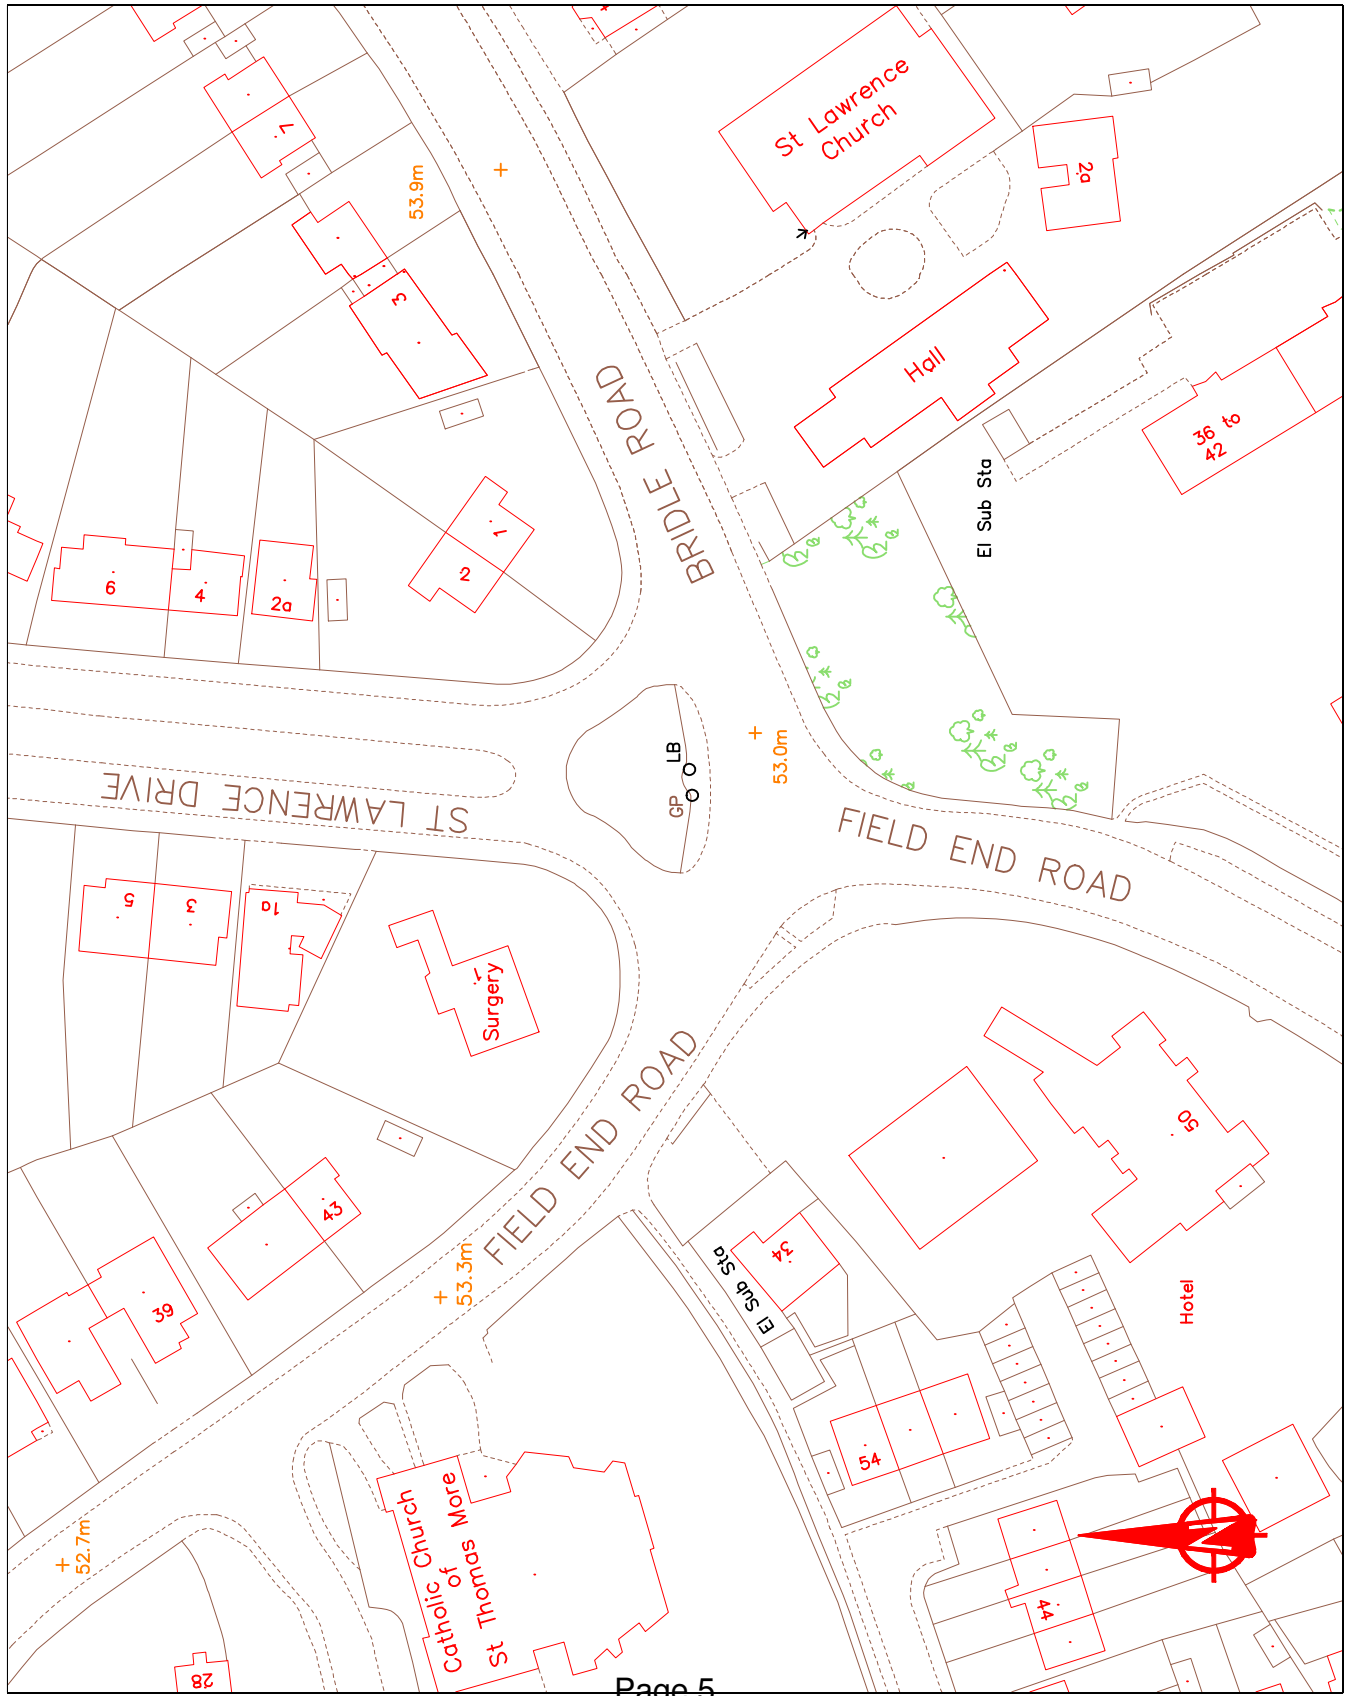 7
53.9m
St Lawrence
Church
2a
3
Hall
BRIDLE ROAD
36 to
42
El Sub Sta
1
2
6
4
2a
LB
GP
53.0m
ST LAWRENCE DRIVE
FIELD END ROAD
5
3
1a
1
Surgery
FIELD END ROAD
50
43
34
El Sub Sta
53.3m
39
Hotel
54
Catholic Church
of
St Thomas More
52.7m
44
28
Page 5